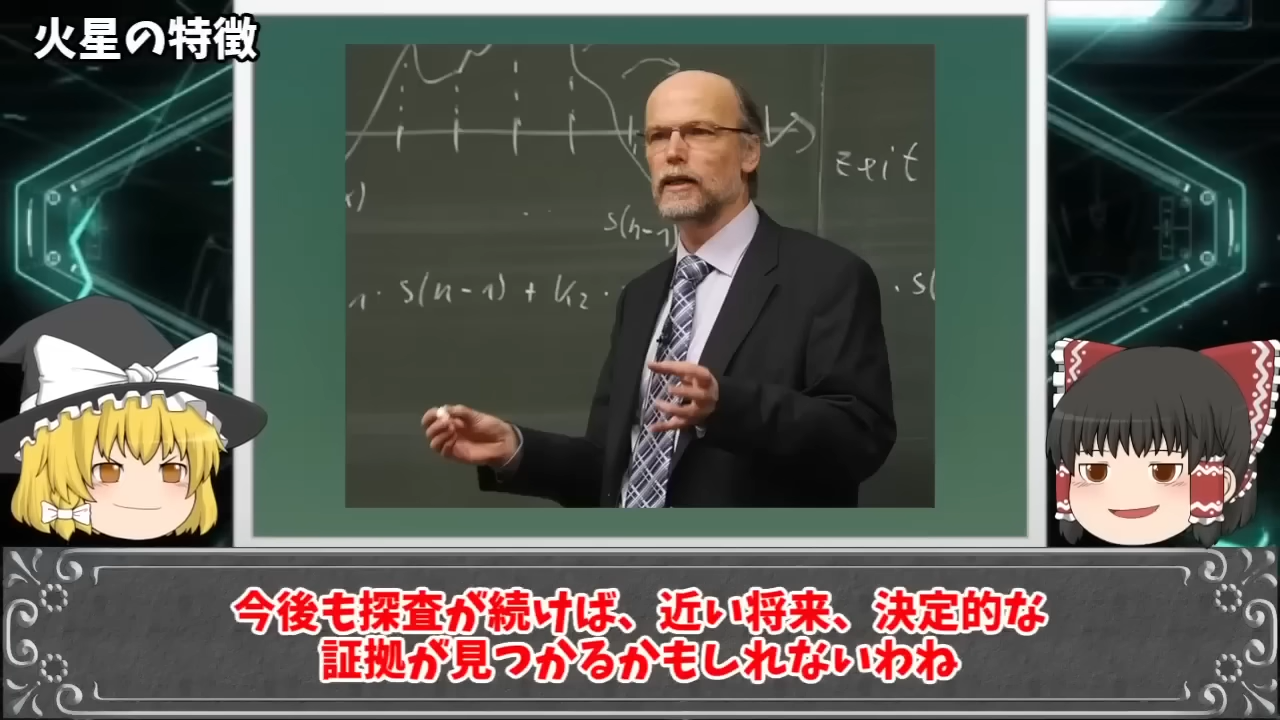 火星の特徴
Zeit
s(n-1)
1 · s(n-1) + k2 ·
· s(
今後も探査が続けば、近い将来、決定的な
証拠が見つかるかもしれないわね